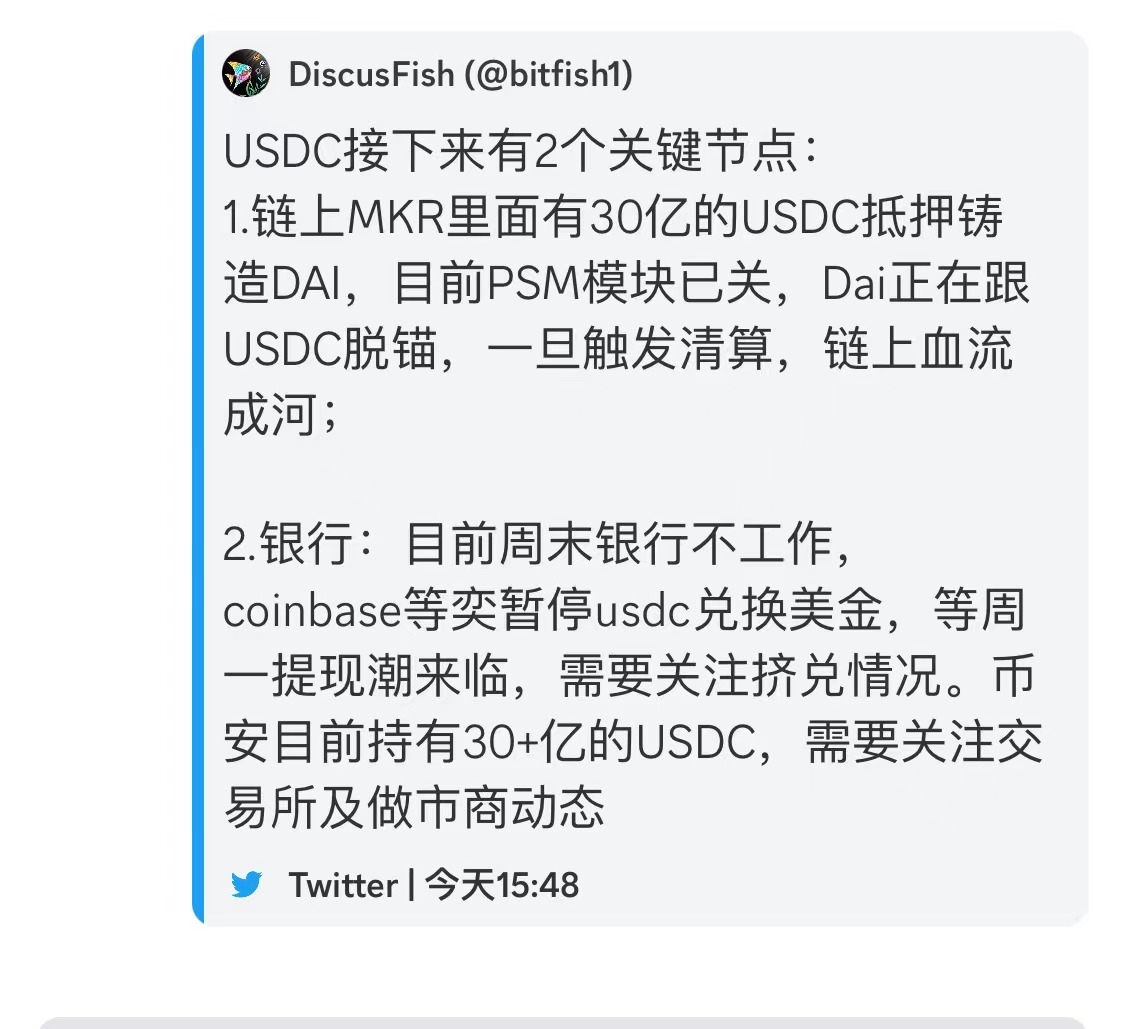 DiscusFish (@bitfish1)
USDC接下来有2个关键节点：
1.链上MKR里面有30亿的USDC抵押铸
造DAI，目前PSM模块已关，Dai正在跟
USDC脱锚，一旦触发清算，链上血流
成河；
2.银行：目前周末银行不工作，
coinbase等奕暂停usdc兑换美金，等周
一提现潮来临，需要关注挤兑情况。币
安目前持有30+亿的USDC，需要关注交
易所及做市商动态
Twitter | 今天15:48